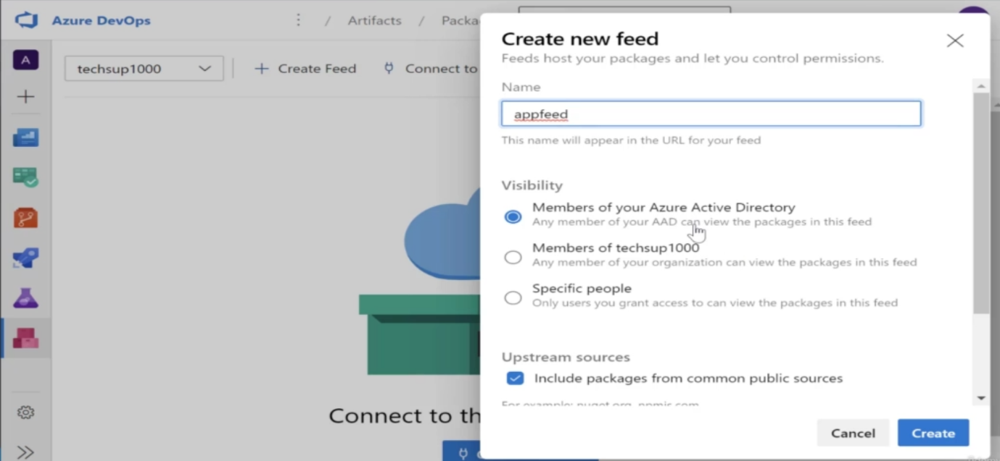 Azure DevOps
/ Artifacts / Packa
A
techsup1000
+ Create Feed
Connect to
Connect to th
Create new feed
Feeds host your packages and let you control permissions.
Name
appfeed
This name will appear in the URL for your feed
Visibility
Members of your Azure Active Directory
Any member of your AAD can view the packages in this feed
Members of techsup1000
Any member of your organization can view the packages in this feed
Specific people
Only users you grant access to can view the packages in this feed
Upstream sources
Include packages from common public sources
For example: nuget.org, npmjs.com
Cancel
Create